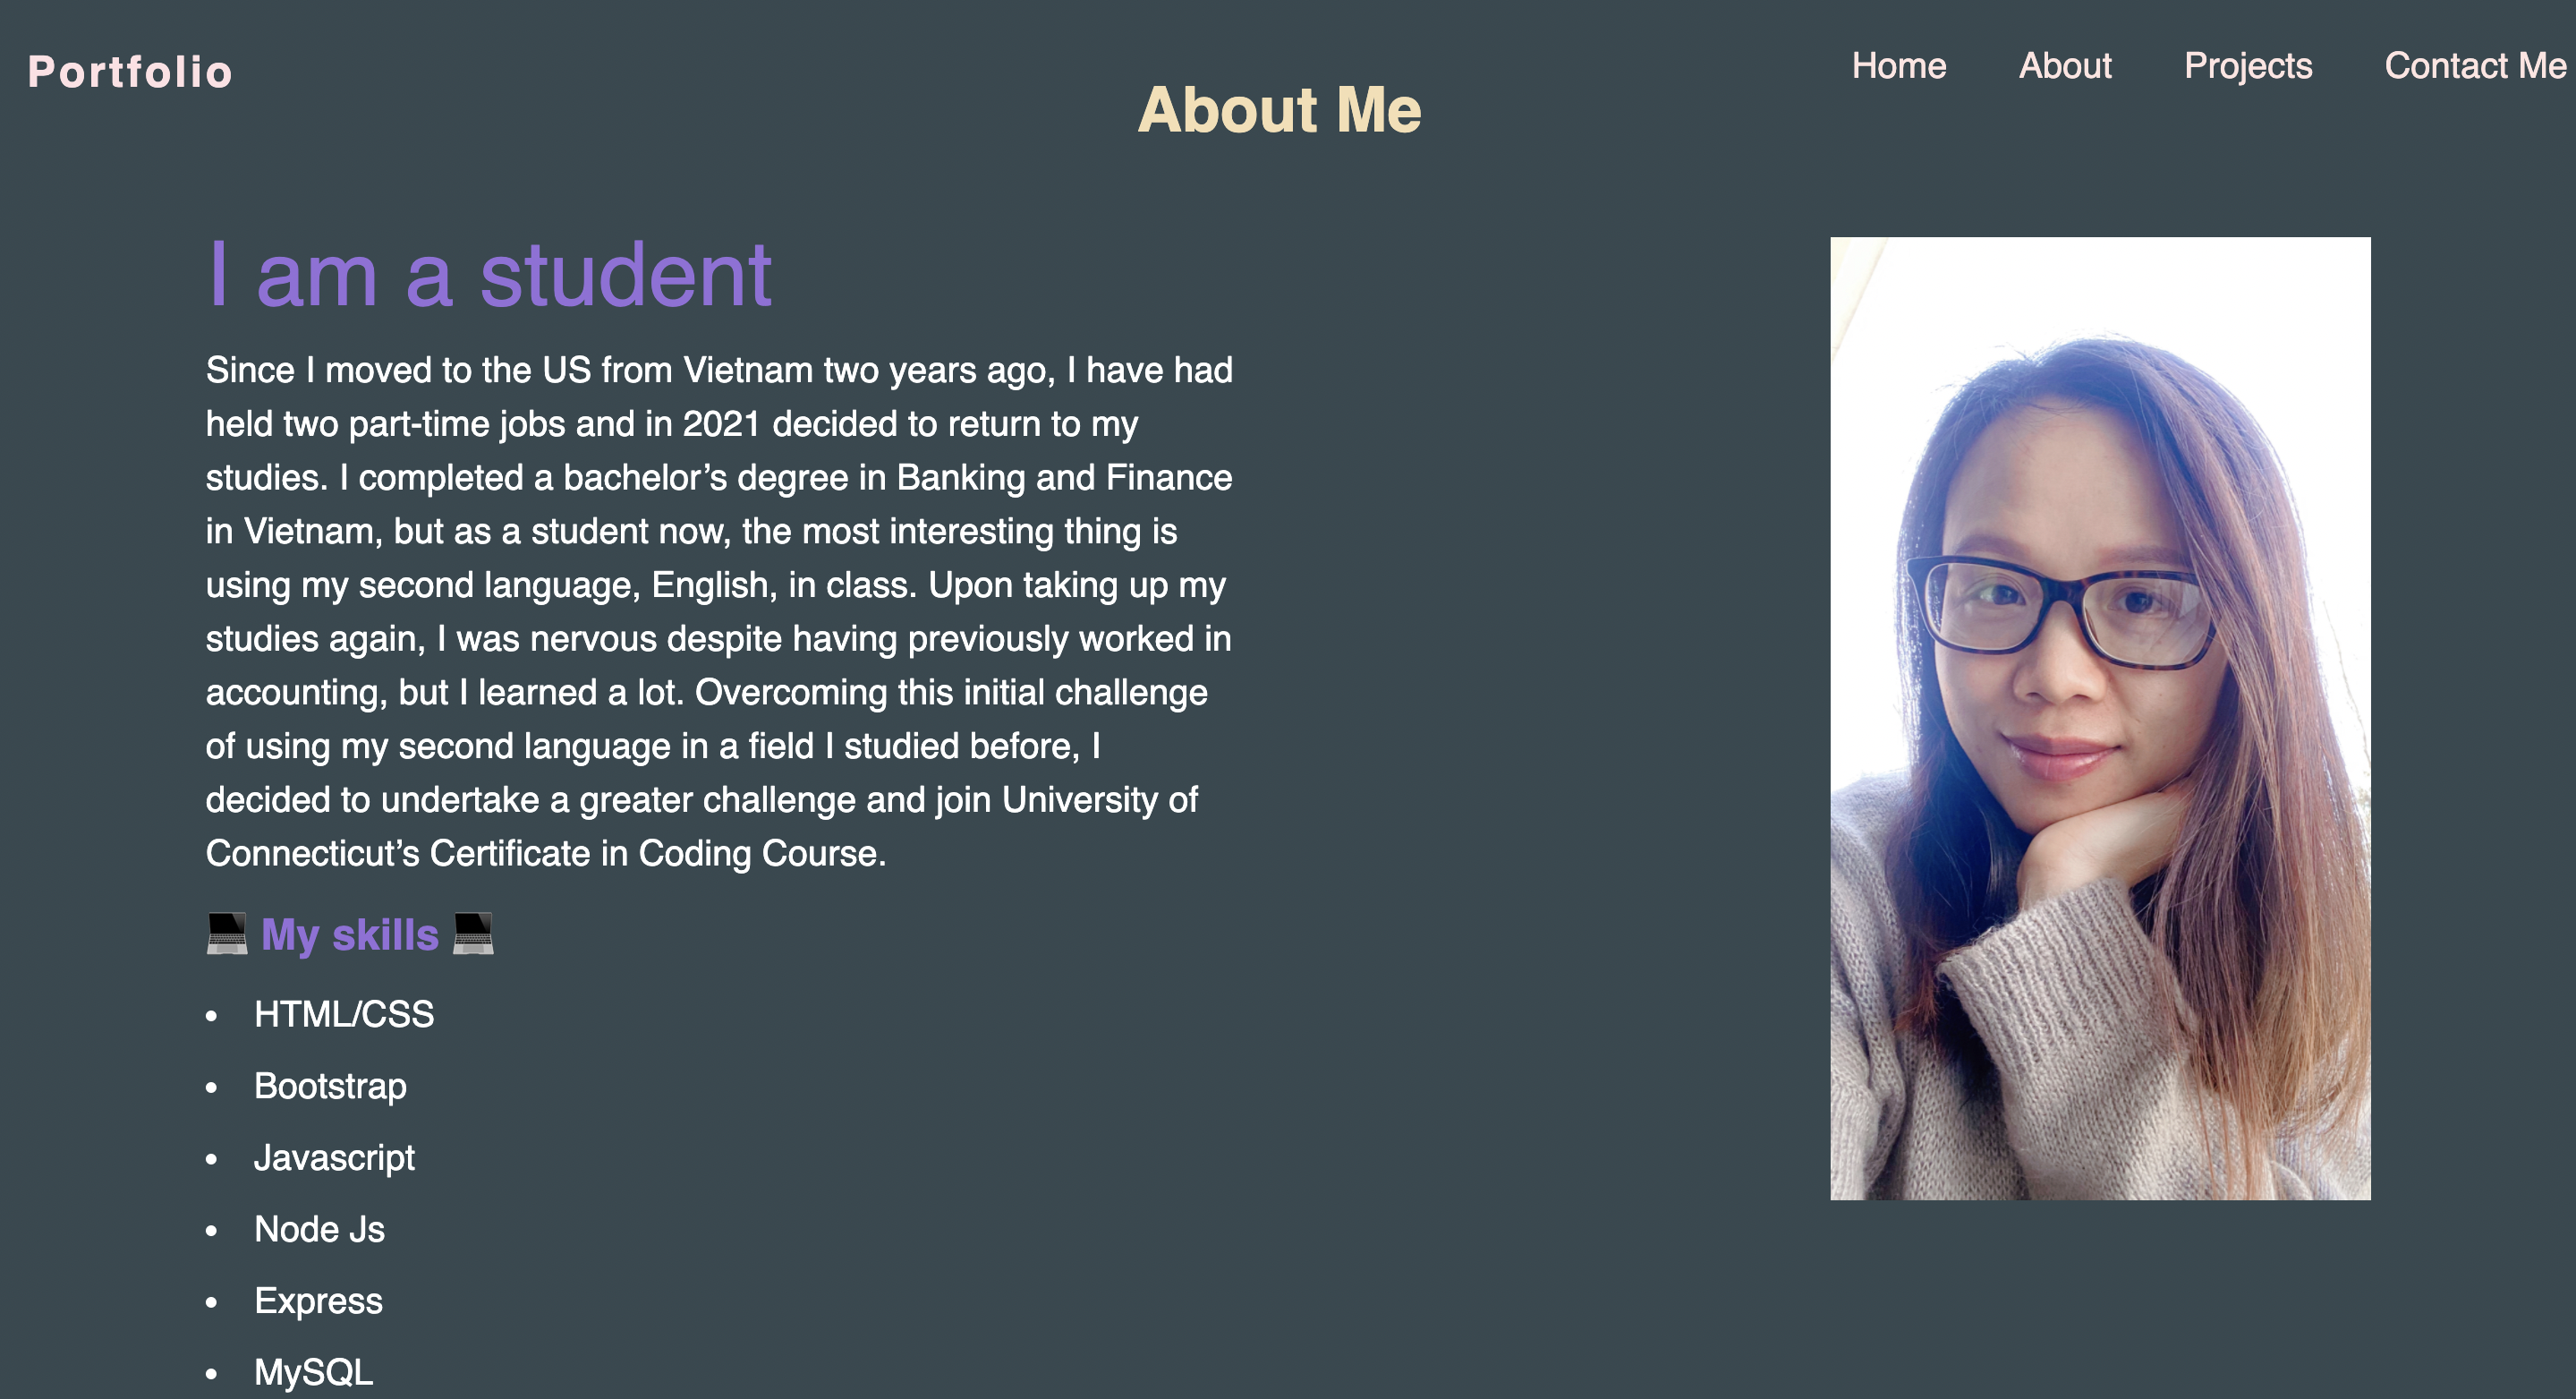 Portfolio
Home About Projects Contact Me
About Me
I am a student
Since I moved to the US from Vietnam two years ago, I have had
held two part-time jobs and in 2021 decided to return to my
studies. I completed a bachelor’s degree in Banking and Finance
in Vietnam, but as a student now, the most interesting thing is
using my second language, English, in class. Upon taking up my
studies again, I was nervous despite having previously worked in
accounting, but I learned a lot. Overcoming this initial challenge
of using my second language in a field I studied before, I
decided to undertake a greater challenge and join University of
Connecticut’s Certificate in Coding Course.
💻 My skills 💻
• HTML/CSS
• Bootstrap
• Javascript
• Node Js
• Express
• MySQL